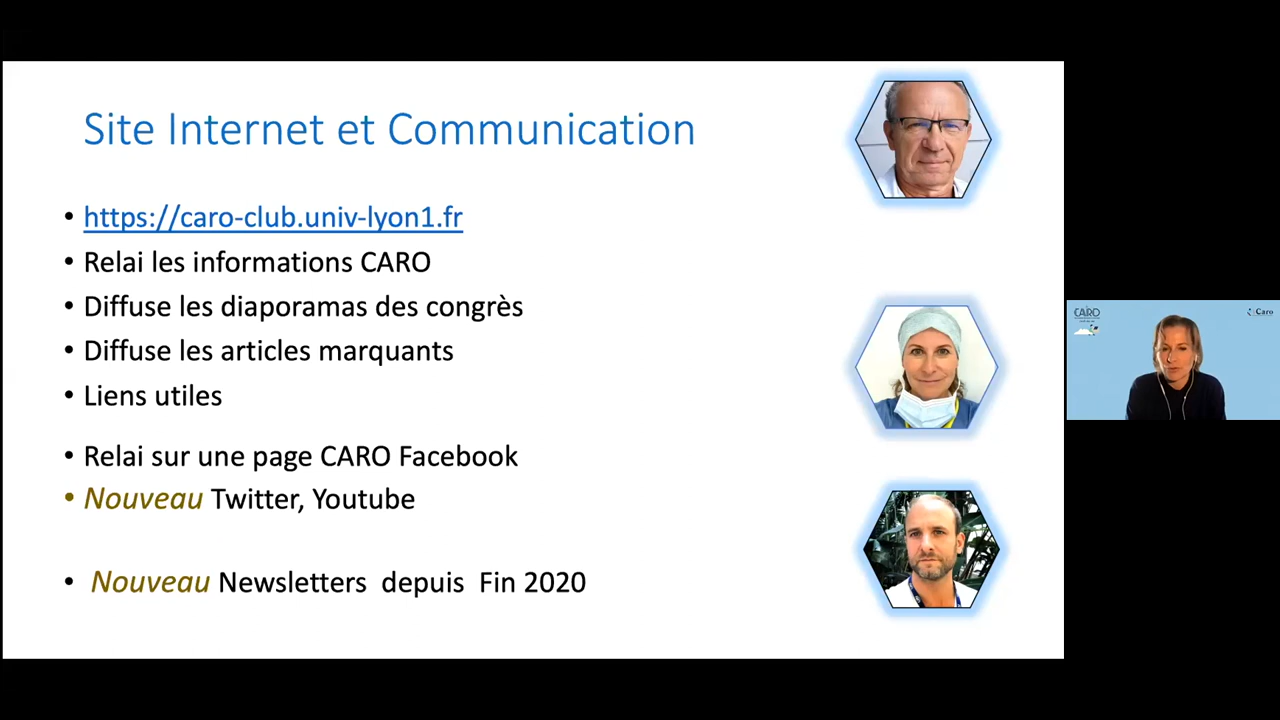 Site Internet et Communication
• https://caro-club.univ-lyon1.fr
• Relai les informations CARO
• Diffuse les diaporamas des congrès
• Diffuse les articles marquants
• Liens utiles
• Relai sur une page CARO Facebook
• Nouveau Twitter, Youtube
• Nouveau Newsletters depuis Fin 2020
CARO
Caro